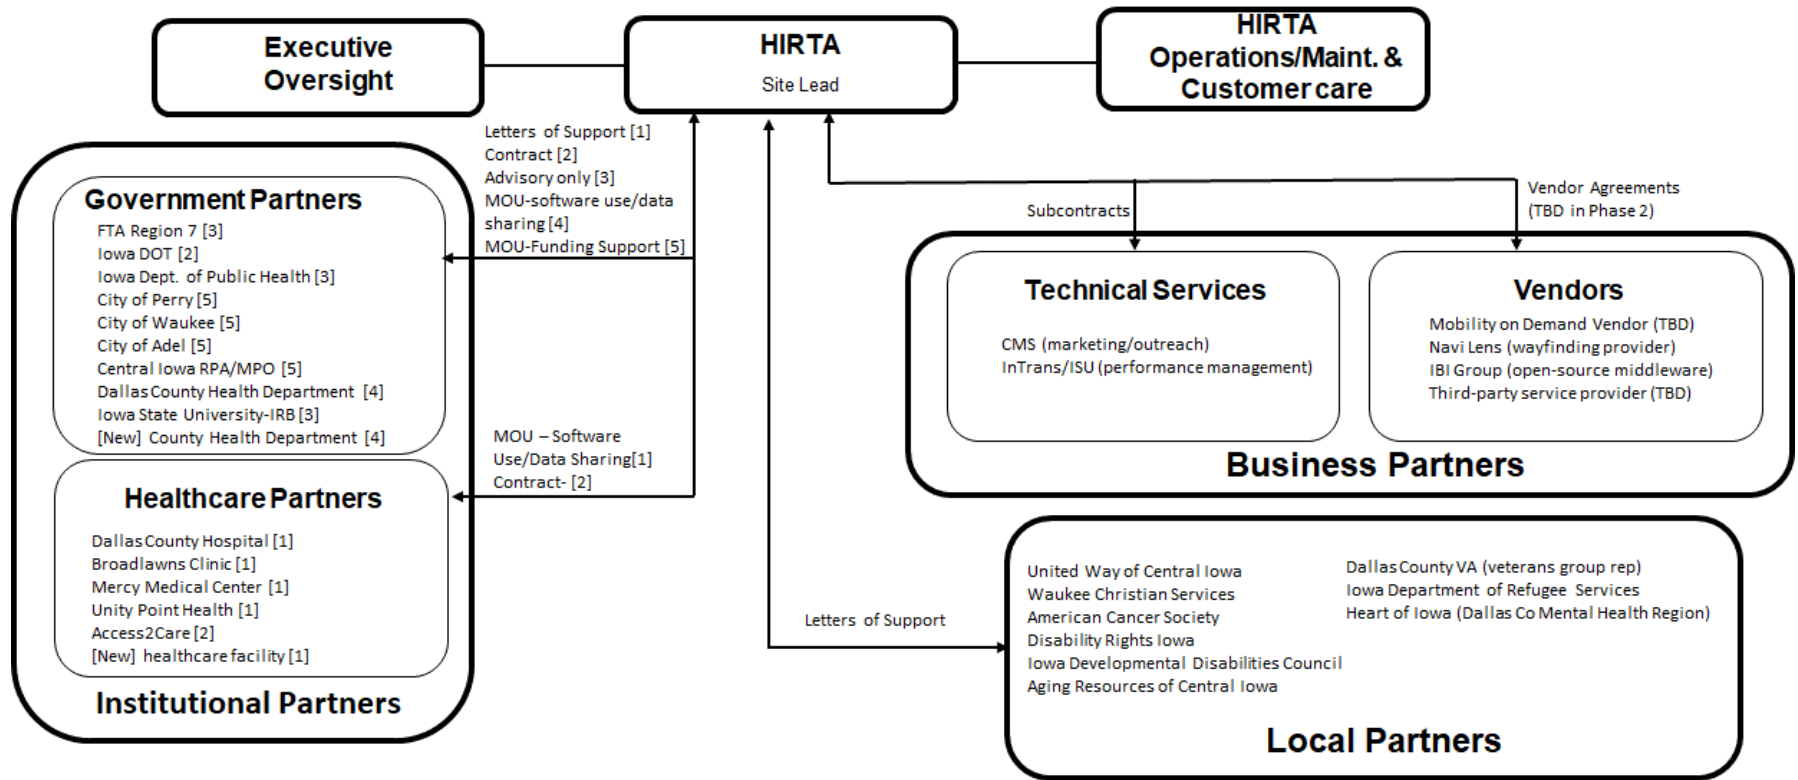 Executive
Oversight
HIRTA
Site Lead
HIRTA
Operations/Maint. &
Customer care
Letters of Support [1]
Contract [2]
Advisory only [3]
MOU-software use/data
sharing [4]
MOU-Funding Support [5]
Government Partners
FTA Region 7 [3]
Iowa DOT [2]
Iowa Dept. of Public Health [3]
City of Perry [5]
City of Waukee [5]
City of Adel [5]
Central Iowa RPA/MPO [5]
Dallas County Health Department [4]
Iowa State University-IRB [3]
[New] County Health Department [4]
MOU – Software
Use/Data Sharing[1]
Contract- [2]
Healthcare Partners
Dallas County Hospital [1]
Broadlawns Clinic [1]
Mercy Medical Center [1]
Unity Point Health [1]
Access2Care [2]
[New] healthcare facility [1]
Institutional Partners
Subcontracts
Vendor Agreements
(TBD in Phase 2)
Technical Services
CMS (marketing/outreach)
InTrans/ISU (performance management)
Vendors
Mobility on Demand Vendor (TBD)
Navi Lens (wayfinding provider)
IBI Group (open-source middleware)
Third-party service provider (TBD)
Business Partners
Letters of Support
United Way of Central Iowa
Waukee Christian Services
American Cancer Society
Disability Rights Iowa
Iowa Developmental Disabilities Council
Aging Resources of Central Iowa
Dallas County VA (veterans group rep)
Iowa Department of Refugee Services
Heart of Iowa (Dallas Co Mental Health Region)
Local Partners